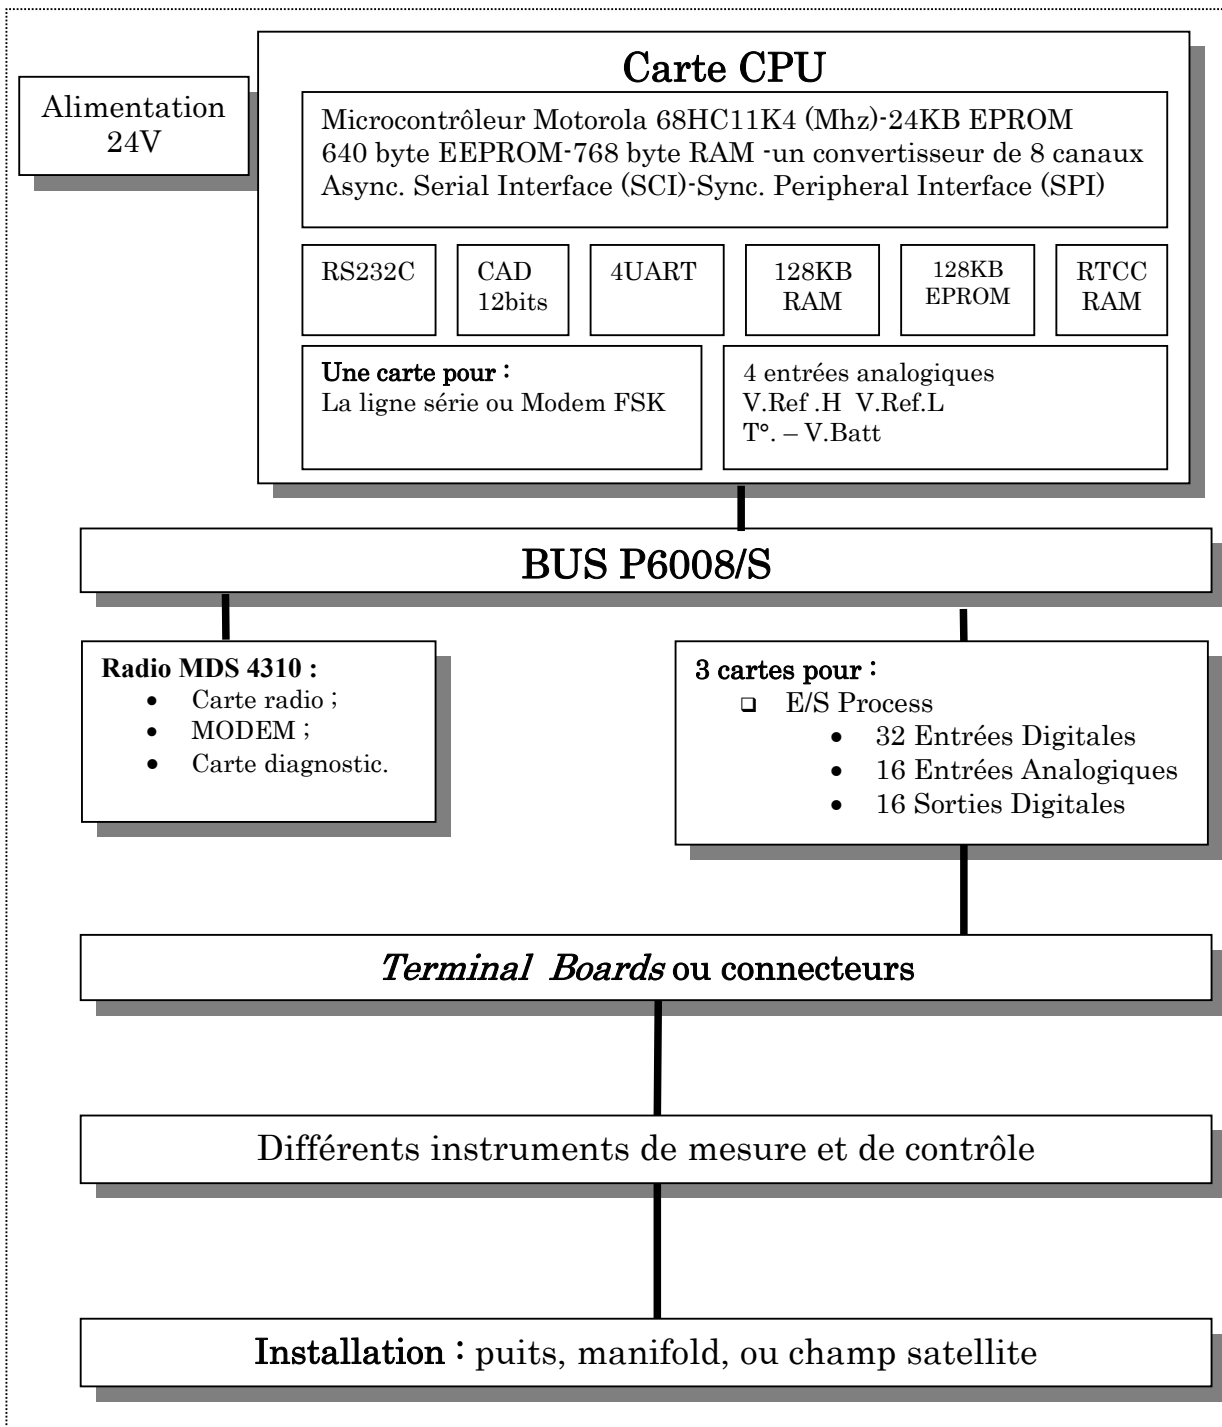 Carte CPU
Alimentation
24V
Microcontrôleur Motorola 68HC11K4 (Mhz)-24KB EPROM
640 byte EEPROM-768 byte RAM -un convertisseur de 8 canaux
Async. Serial Interface (SCI)-Sync. Peripheral Interface (SPI)
RS232C
CAD
12bits
4UART
128KB
RAM
128KB
EPROM
RTCC
RAM
Une carte pour :
La ligne série ou Modem FSK
4 entrées analogiques
V.Ref .H  V.Ref.L
T°. – V.Batt
BUS P6008/S
Radio MDS 4310 :
• Carte radio ;
• MODEM ;
• Carte diagnostic.
3 cartes pour :
❑ E/S Process
• 32 Entrées Digitales
• 16 Entrées Analogiques
• 16 Sorties Digitales
Terminal Boards ou connecteurs
Différents instruments de mesure et de contrôle
Installation : puits, manifold, ou champ satellite